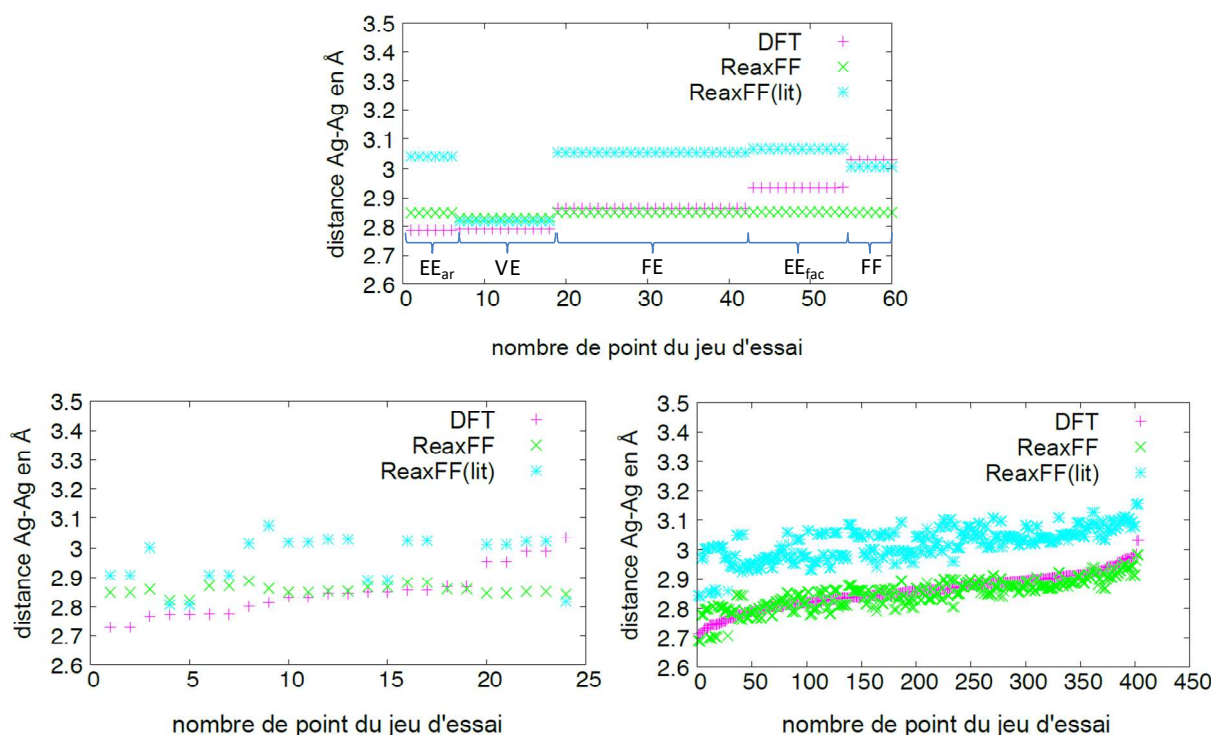 3.5
3.4
3.3
3.2
3.1
3
2.9
2.8
2.7
2.6
distance Ag-Ag en Å
DFT
ReaxFF
ReaxFF(lit)
EEar
VE
FE
EEfac
FF
0 10 20 30 40 50 60
nombre de point du jeu d'essai
3.5
3.4
3.3
3.2
3.1
3
2.9
2.8
2.7
2.6
distance Ag-Ag en Å
DFT
ReaxFF
ReaxFF(lit)
0 5 10 15 20 25
nombre de point du jeu d'essai
3.5
3.4
3.3
3.2
3.1
3
2.9
2.8
2.7
2.6
distance Ag-Ag en Å
DFT
ReaxFF
ReaxFF(lit)
0 50 100 150 200 250 300 350 400 450
nombre de point du jeu d'essai